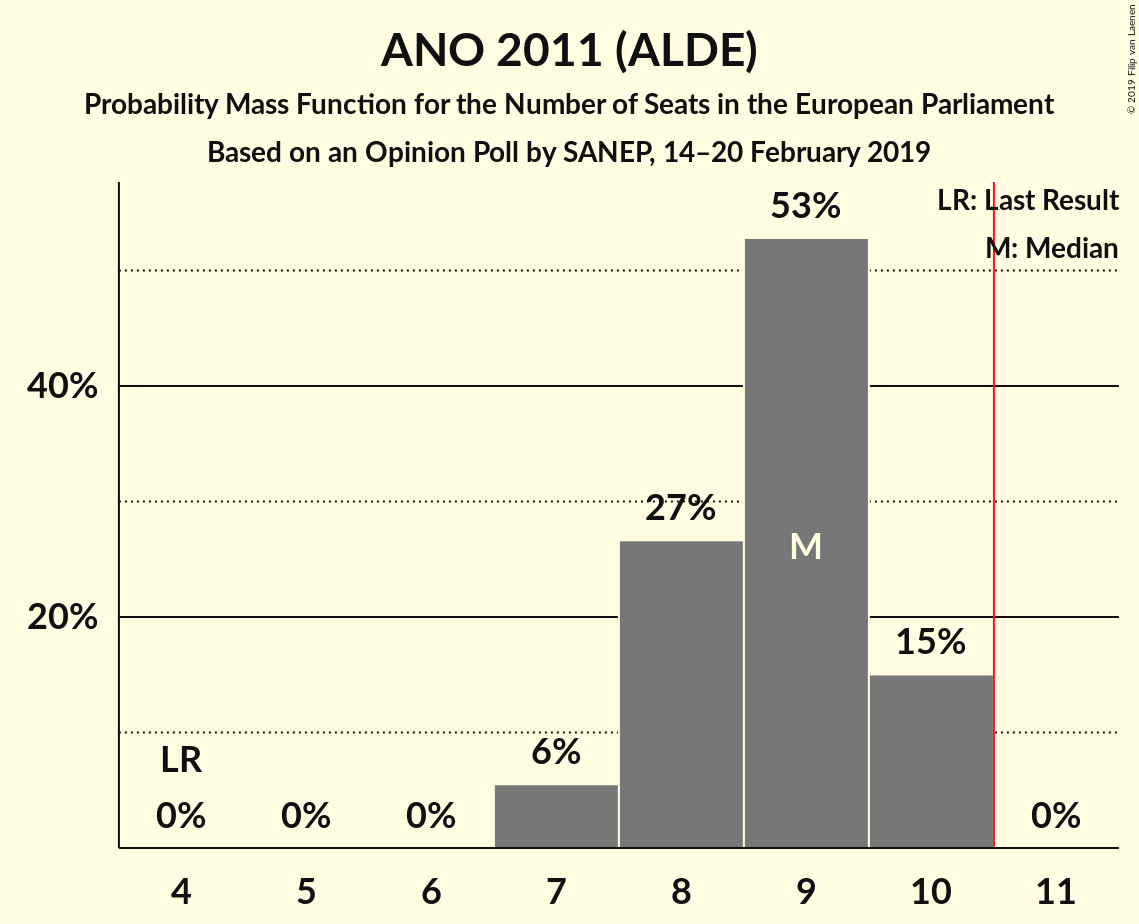 ANO 2011 (ALDE)
Probability Mass Function for the Number of Seats in the European Parliament
Based on an Opinion Poll by SANEP, 14–20 February 2019
© 2019 Filip van Laenen
LR: Last Result
M: Median
53%
40%
27%
M
20%
15%
6%
LR
0%
0%
0%
0%
4 5 6 7 8 9 10 11